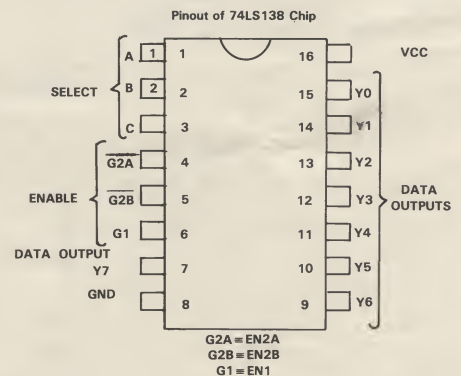 Pinout of 74LS138 Chip
A 1 1 16 VCC
B 2 2 15 Y0
SELECT
C 3 14 Y1
G2A 4 13 Y2
G2B 5 12 Y3
ENABLE
DATA OUTPUTS
G1 6 11 Y4
DATA OUTPUT
Y7 7 10 Y5
GND 8 9 Y6
G2A ≡ EN2A
G2B ≡ EN2B
G1 ≡ EN1